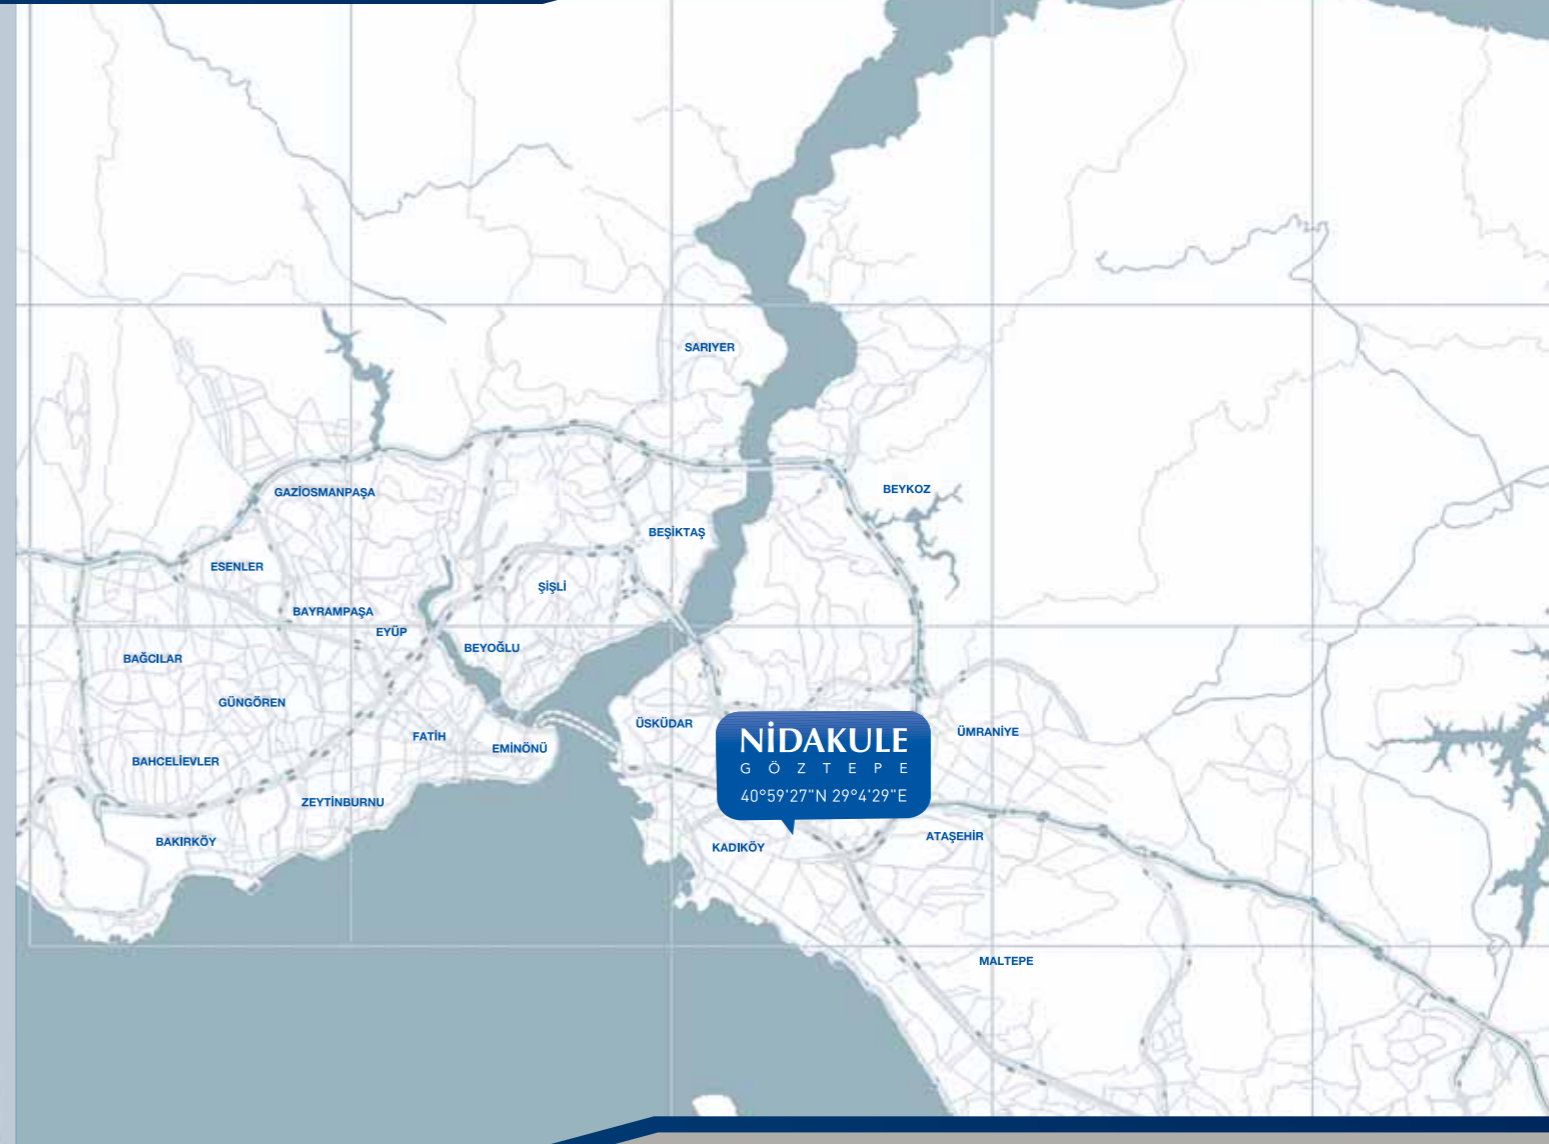 SARIYER
GAZİOSMANPAŞA
BEYKOZ
BEŞİKTAŞ
ESENLER
ŞİŞLİ
BAYRAMPAŞA
EYÜP
BEYOĞLU
BAĞCILAR
GÜNGÖREN
ÜSKÜDAR
FATİH
EMİNÖNÜ
NİDAKULE
GÖZTEPE
40°59'27"N 29°4'29"E
ÜMRANİYE
BAHCELİEVLER
ZEYTİNBURNU
BAKIRKÖY
KADIKÖY
ATAŞEHİR
MALTEPE